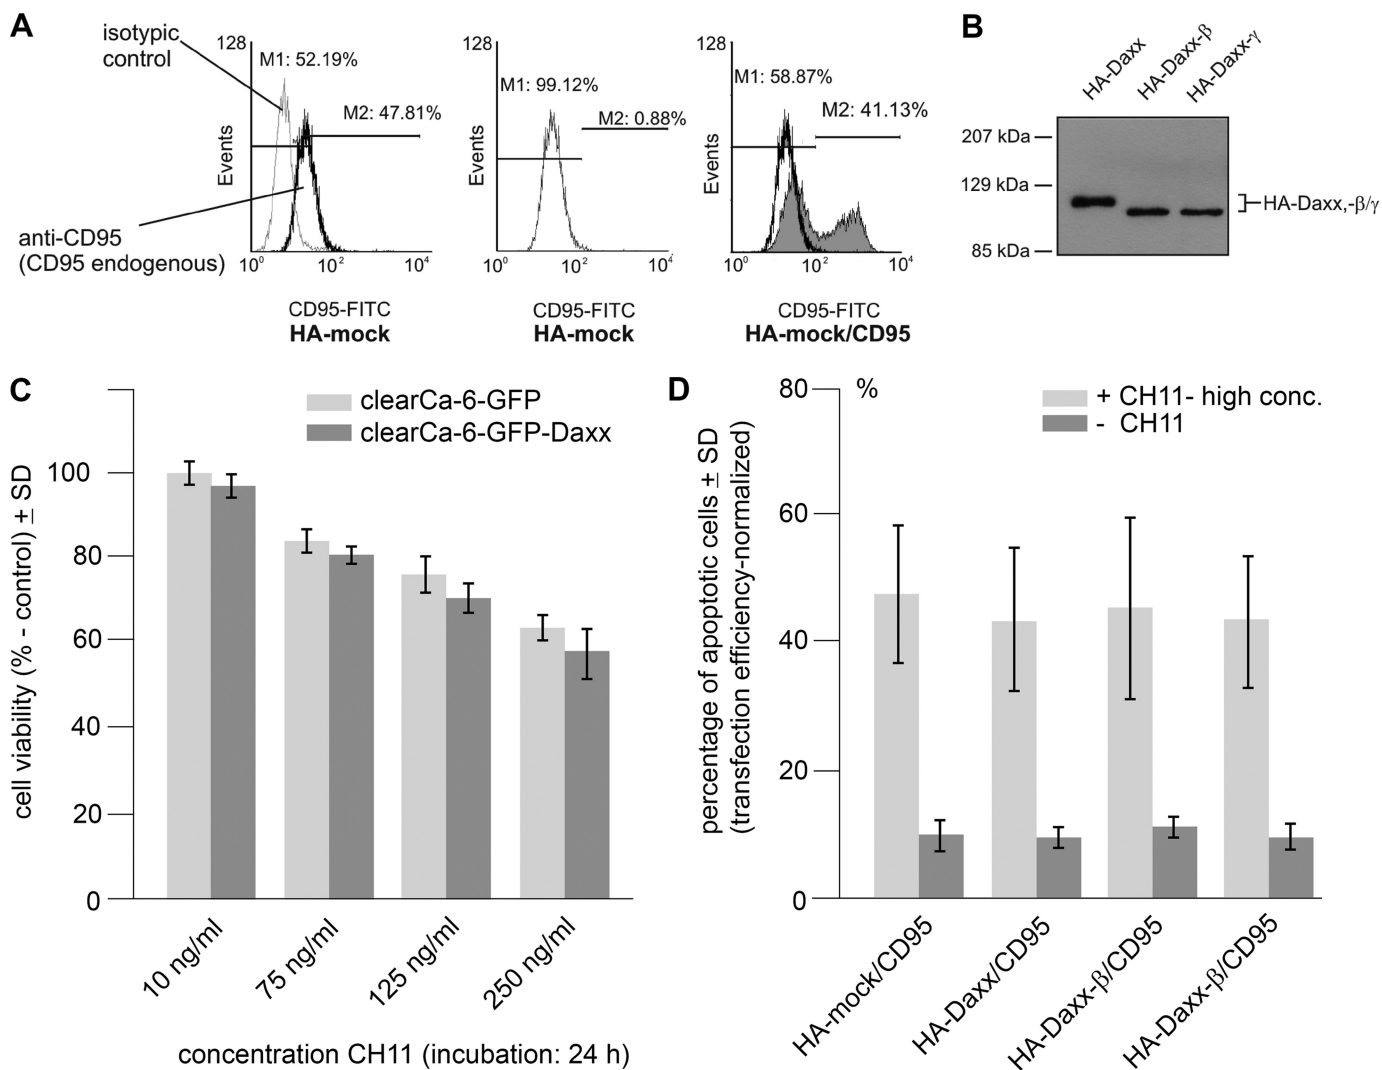 A
isotypic
control
anti-CD95
(CD95 endogenous)
128
M1: 52.19%
M2: 47.81%
Events
10⁰ 10² 10⁴
CD95-FITC
HA-mock
128
M1: 99.12%
M2: 0.88%
Events
10⁰ 10² 10⁴
CD95-FITC
HA-mock
128
M1: 58.87%
M2: 41.13%
Events
10⁰ 10² 10⁴
CD95-FITC
HA-mock/CD95
B
HA-Daxx
HA-Daxx-β
HA-Daxx-γ
207 kDa
129 kDa
85 kDa
HA-Daxx,-β/γ
C
clearCa-6-GFP
clearCa-6-GFP-Daxx
cell viability (% - control) ± SD
100
80
60
40
20
0
10 ng/ml
75 ng/ml
125 ng/ml
250 ng/ml
concentration CH11 (incubation: 24 h)
D
%
+ CH11- high conc.
- CH11
percentage of apoptotic cells ± SD
(transfection efficiency-normalized)
80
60
40
20
0
HA-mock/CD95
HA-Daxx/CD95
HA-Daxx-β/CD95
HA-Daxx-β/CD95